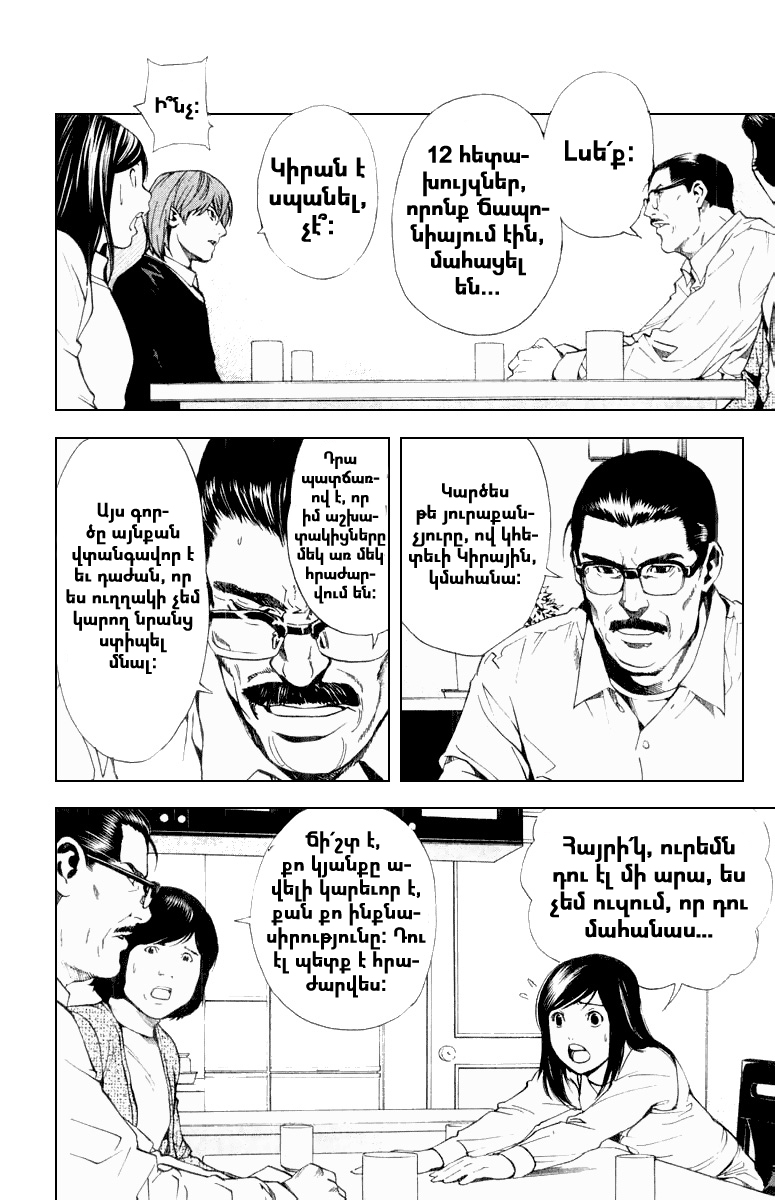 Լսե՛ք:
12 հետա-
խույզներ,
որոնք Ճապո-
նիայում էին,
մահացել
են...
Կիրան է
սպանել,
չէ՞:
Ի՞նչ:
Կարծես
թե յուրաքան-
չյուրը, ով կհե-
տեւի Կիրային,
կմահանա:
Դրա
պատճառ-
ով է, որ
իմ աշխա-
տակիցները
մեկ առ մեկ
հրաժար-
վում են:
Այս գոր-
ծը այնքան
վտանգավոր է
եւ դաժան, որ
ես ուղղակի չեմ
կարող նրանց
ստիպել
մնալ:
Հայրի՛կ, ուրեմն
դու էլ մի արա, ես
չեմ ուզում, որ դու
մահանաս...
Ճի՛շտ է,
քո կյանքը ա-
վելի կարեւոր է,
քան քո ինքնա-
սիրությունը: Դու
էլ պետք է հրա-
ժարվես: